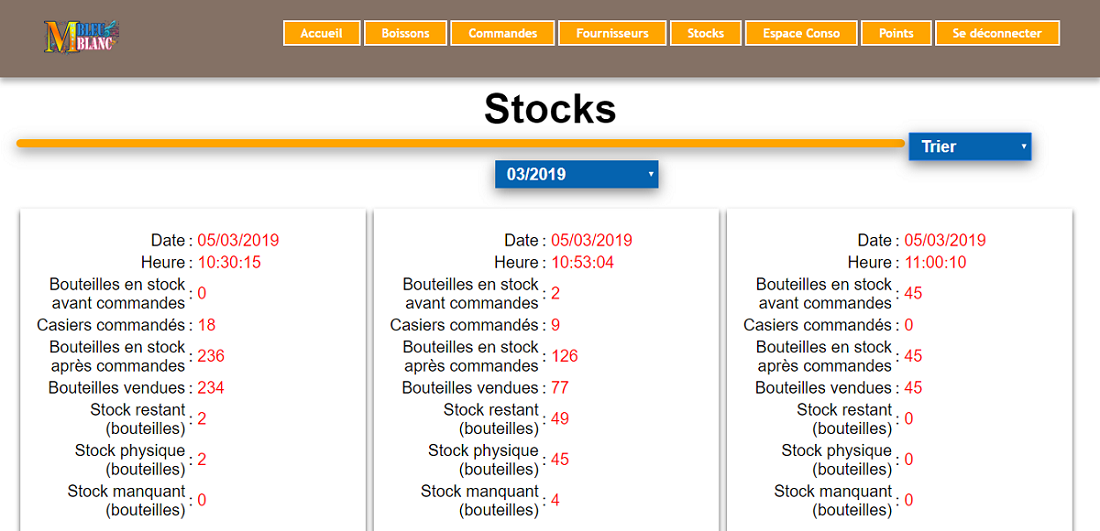 M BLEU
BLANC
Accueil Boissons Commandes Fournisseurs Stocks Espace Conso Points Se déconnecter
Stocks
Trier
03/2019
Date : 05/03/2019
Heure : 10:30:15
Bouteilles en stock
avant commandes : 0
Casiers commandés : 18
Bouteilles en stock
après commandes : 236
Bouteilles vendues : 234
Stock restant
(bouteilles) : 2
Stock physique
(bouteilles) : 2
Stock manquant
(bouteilles) : 0
Date : 05/03/2019
Heure : 10:53:04
Bouteilles en stock
avant commandes : 2
Casiers commandés : 9
Bouteilles en stock
après commandes : 126
Bouteilles vendues : 77
Stock restant
(bouteilles) : 49
Stock physique
(bouteilles) : 45
Stock manquant
(bouteilles) : 4
Date : 05/03/2019
Heure : 11:00:10
Bouteilles en stock
avant commandes : 45
Casiers commandés : 0
Bouteilles en stock
après commandes : 45
Bouteilles vendues : 45
Stock restant
(bouteilles) : 0
Stock physique
(bouteilles) : 0
Stock manquant
(bouteilles) : 0